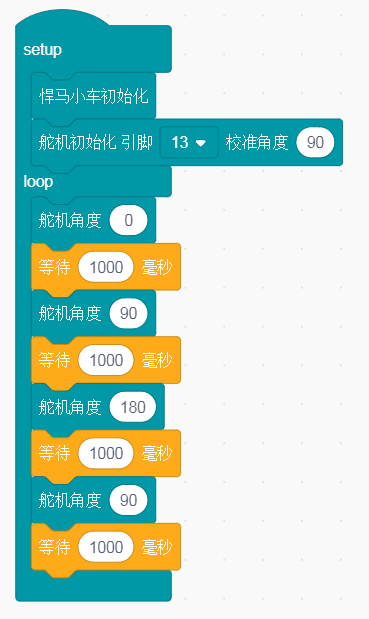 setup
悍马小车初始化
舵机初始化 引脚 13 校准角度 90
loop
舵机角度 0
等待 1000 毫秒
舵机角度 90
等待 1000 毫秒
舵机角度 180
等待 1000 毫秒
舵机角度 90
等待 1000 毫秒